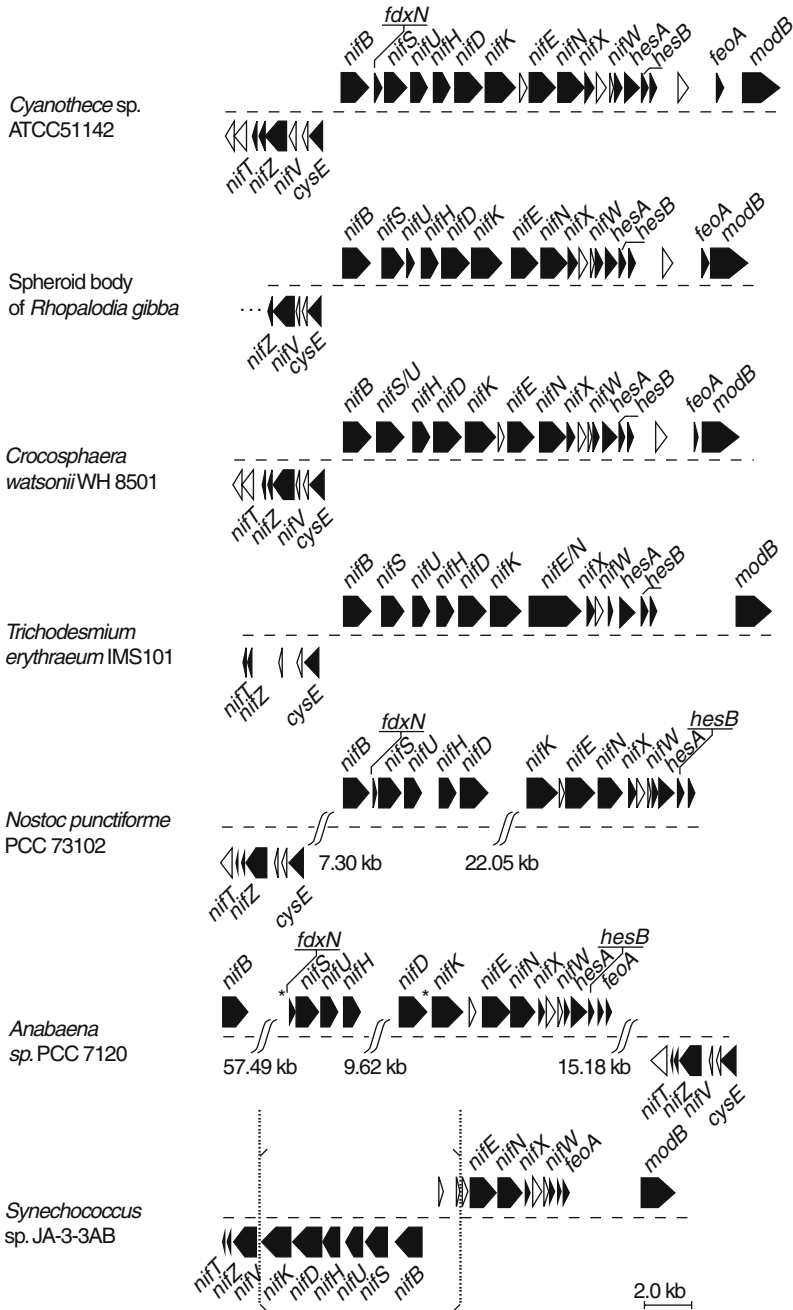 fdxN
nifB nifS nifU nifH nifD nifK nifE nifN nifX nifW hesA hesB feoA modB
Cyanothece sp.
ATCC51142
nifT nifZ nifV cysE
nifB nifS nifU nifH nifD nifK nifE nifN nifX nifW hesA hesB feoA modB
Spheroid body
of Rhopalodia gibba
...
nifZ nifV cysE
nifB nifS/U nifH nifD nifK nifE nifN nifX nifW hesA hesB feoA modB
Crocosphaera
watsonii WH 8501
nifT nifZ nifV cysE
nifB nifS nifU nifH nifD nifK nifE/N nifX nifW hesA hesB modB
Trichodesmium
erythraeum IMS101
nifT nifZ cysE
fdxN hesB
nifB nifS nifU nifH nifD nifK nifE nifN nifX nifW hesA
Nostoc punctiforme
PCC 73102
7.30 kb 22.05 kb
nifT nifZ cysE
fdxN hesB
nifB nifS nifU nifH nifD nifK nifE nifN nifX nifW hesA feoA
* *
Anabaena
sp. PCC 7120
57.49 kb 9.62 kb 15.18 kb
nifT nifZ nifV cysE
nifE nifN nifX nifW feoA modB
Synechococcus
sp. JA-3-3AB
nifT nifZ nifV nifK nifD nifH nifU nifS nifB
2.0 kb